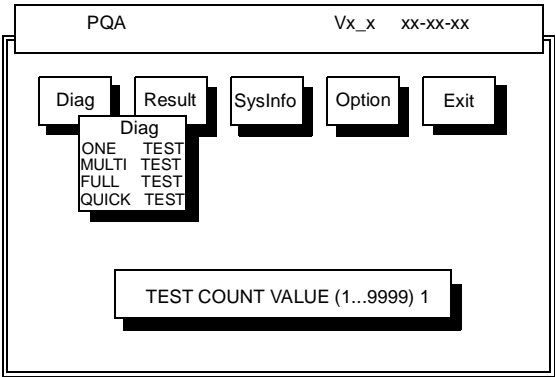 PQA Vx_x xx-xx-xx
Diag Result SysInfo Option Exit
Diag
ONE TEST
MULTI TEST
FULL TEST
QUICK TEST
TEST COUNT VALUE (1...9999) 1